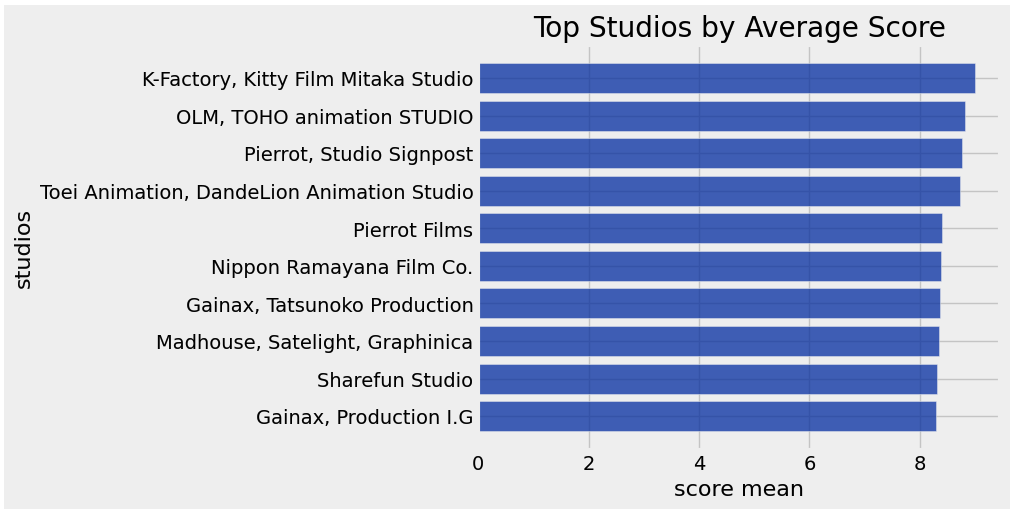 Top Studios by Average Score
K-Factory, Kitty Film Mitaka Studio
OLM, TOHO animation STUDIO
Pierrot, Studio Signpost
Toei Animation, DandeLion Animation Studio
Pierrot Films
Nippon Ramayana Film Co.
Gainax, Tatsunoko Production
Madhouse, Satelight, Graphinica
Sharefun Studio
Gainax, Production I.G
studios
0 2 4 6 8
score mean